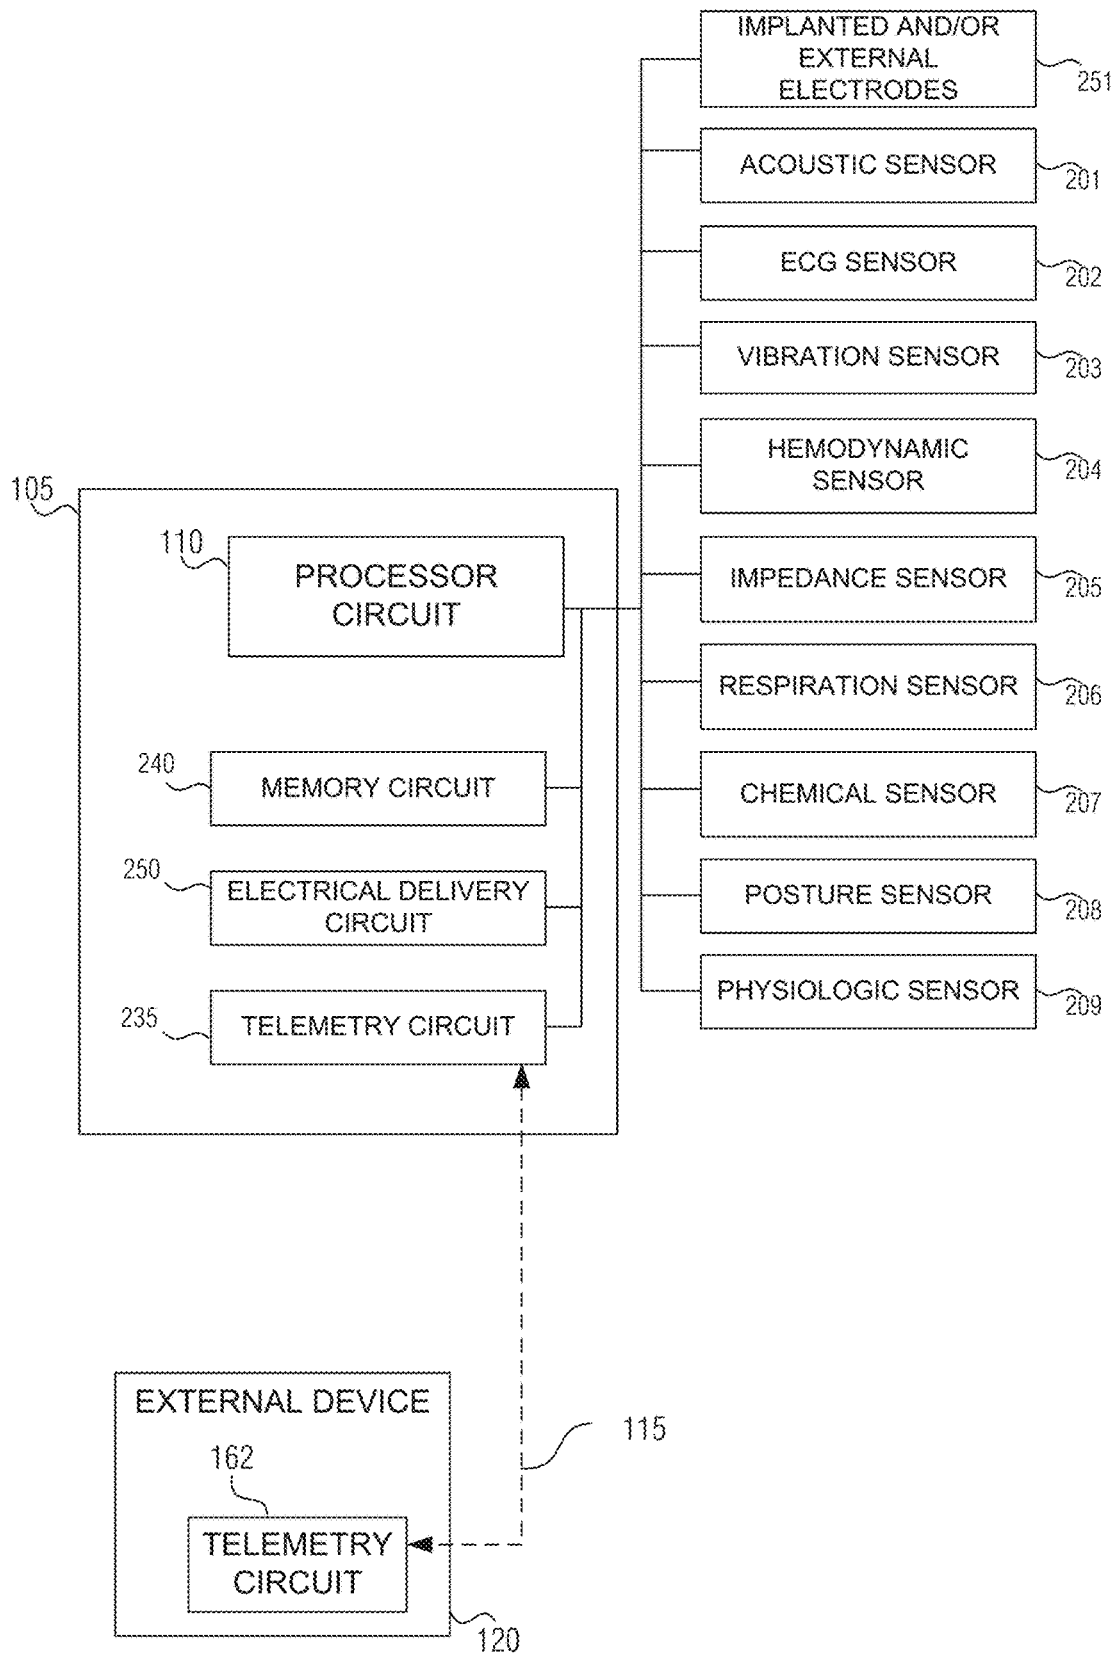 IMPLANTED AND/OR
EXTERNAL
ELECTRODES
251
ACOUSTIC SENSOR
201
ECG SENSOR
202
VIBRATION SENSOR
203
HEMODYNAMIC
SENSOR
204
105
110
PROCESSOR
CIRCUIT
IMPEDANCE SENSOR
205
RESPIRATION SENSOR
206
240
MEMORY CIRCUIT
CHEMICAL SENSOR
207
250
ELECTRICAL DELIVERY
CIRCUIT
POSTURE SENSOR
208
235
TELEMETRY CIRCUIT
PHYSIOLOGIC SENSOR
209
EXTERNAL DEVICE
115
162
TELEMETRY
CIRCUIT
120